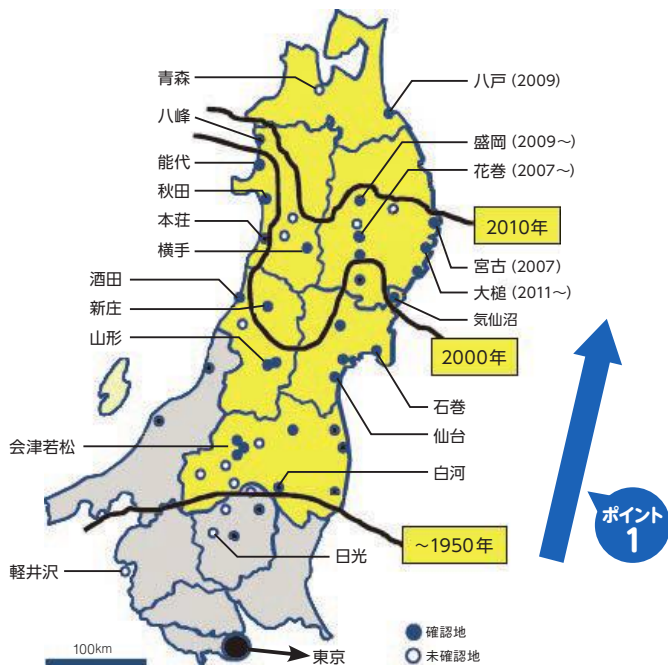 青森
八峰
能代
秋田
本荘
横手
酒田
新庄
山形
会津若松
軽井沢
八戸 (2009)
盛岡 (2009～)
花巻 (2007～)
2010年
宮古 (2007)
大槌 (2011～)
気仙沼
2000年
石巻
仙台
白河
～1950年
日光
東京
ポイント
1
確認地
未確認地
100km